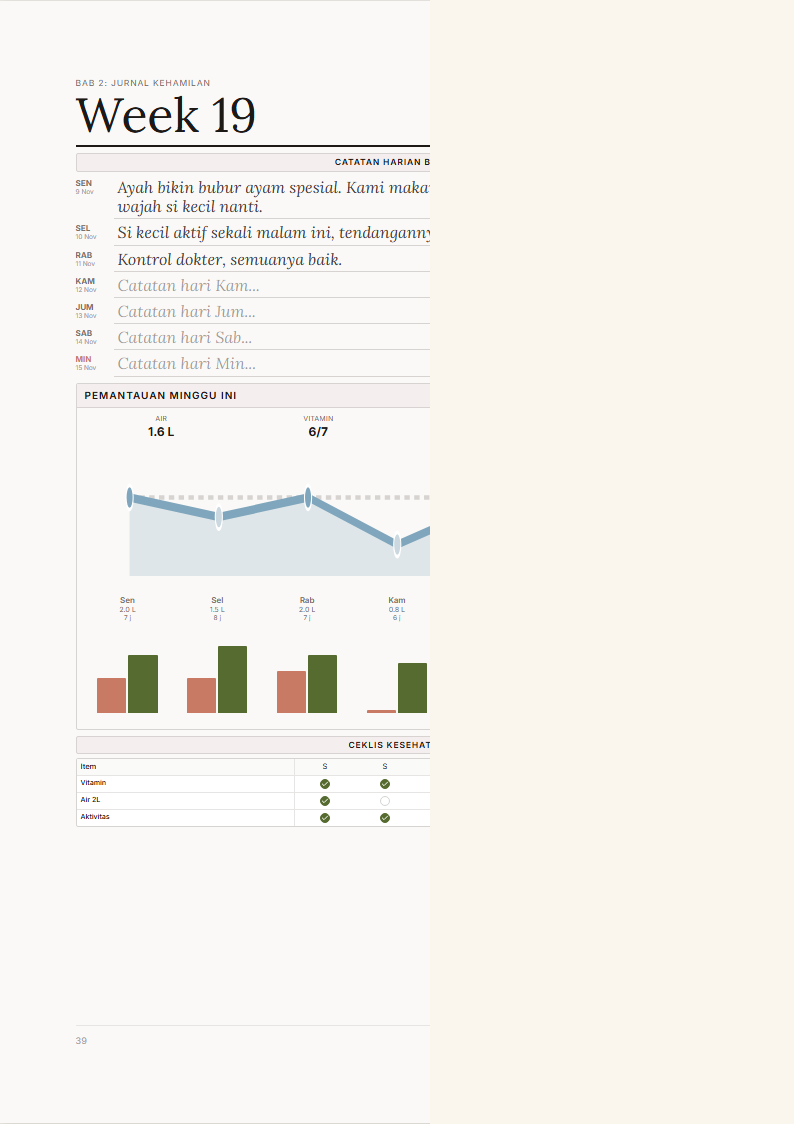 BAB 2: JURNAL KEHAMILAN
Week 19
CATATAN HARIAN B
SEN
9 Nov
Ayah bikin bubur ayam spesial. Kami maka
wajah si kecil nanti.
SEL
10 Nov
Si kecil aktif sekali malam ini, tendanganny
RAB
11 Nov
Kontrol dokter, semuanya baik.
KAM
12 Nov
Catatan hari Kam...
JUM
13 Nov
Catatan hari Jum...
SAB
14 Nov
Catatan hari Sab...
MIN
15 Nov
Catatan hari Min...
PEMANTAUAN MINGGU INI
AIR VITAMIN
1.6 L 6/7
Sen Sel Rab Kam
2.0 L 1.5 L 2.0 L 0.8 L
7 j 8 j 7 j 6 j
CEKLIS KESEHAT
Item S S
Vitamin
Air 2L
Aktivitas
39